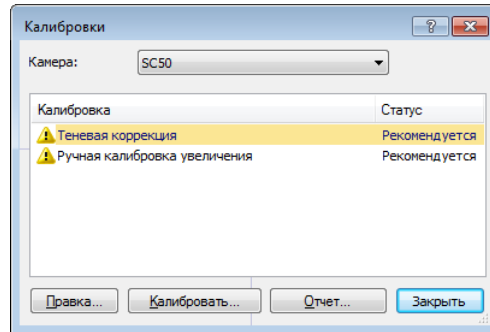 Калибровки
Камера: SC50
Калибровка Статус
Теневая коррекция Рекомендуется
Ручная калибровка увеличения Рекомендуется
Правка... Калибровать... Отчет... Закрыть